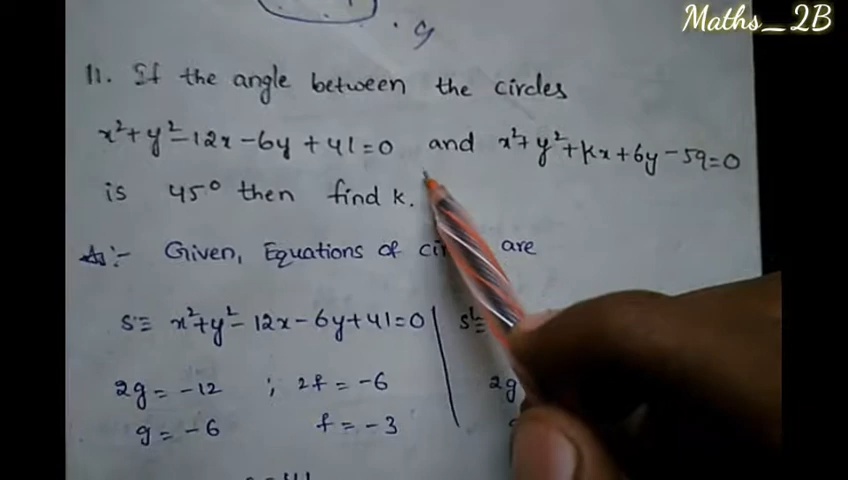 Maths_2B
. g
11. If the angle between the circles
x²+y²-12x-6y+41=0 and x²+y²+kx+6y-59=0
is 45° then find k.
A:- Given, Equations of are
S≡ x²+y²-12x-6y+41=0 | S'≡
2g=-12 ; 2f=-6 2g
g=-6 f=-3